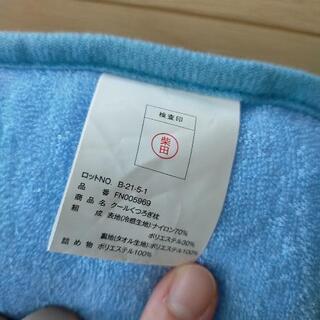 検査印
柴田
ロットNO B-21-5-1
品番 FN005969
商品名 クールくつろぎ枕
組成 表地(冷感生地)ナイロン70%
ポリエステル30%
裏地(タオル生地)ポリエステル100%
詰め物 ポリエステル100%